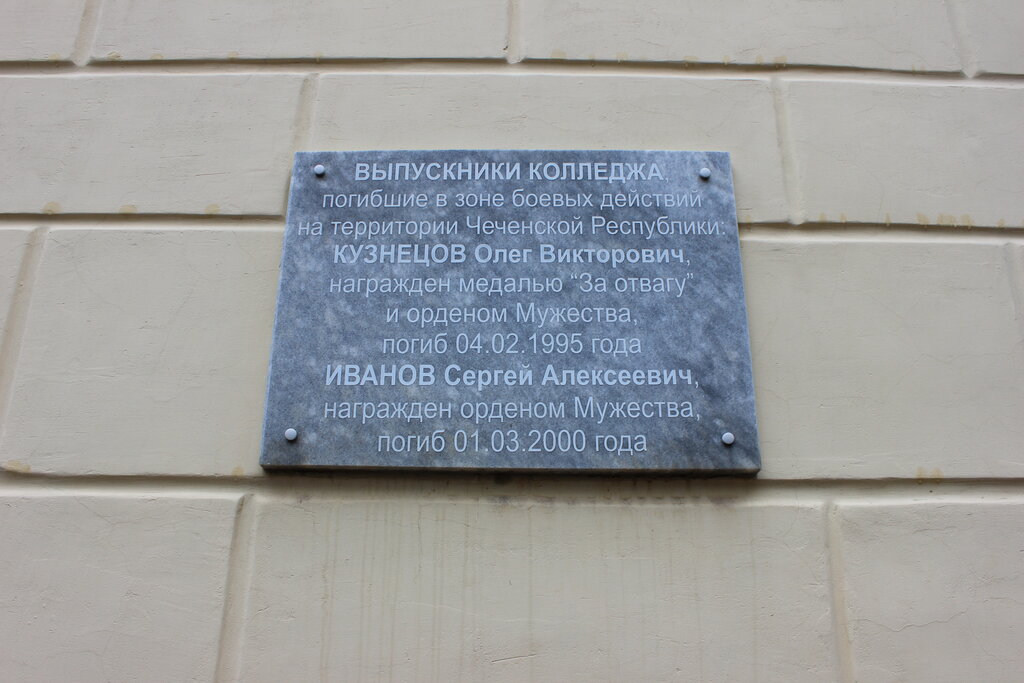 ВЫПУСКНИКИ КОЛЛЕДЖА,
погибшие в зоне боевых действий
на территории Чеченской Республики:
КУЗНЕЦОВ Олег Викторович,
награжден медалью “За отвагу”
и орденом Мужества,
погиб 04.02.1995 года
ИВАНОВ Сергей Алексеевич,
награжден орденом Мужества,
погиб 01.03.2000 года